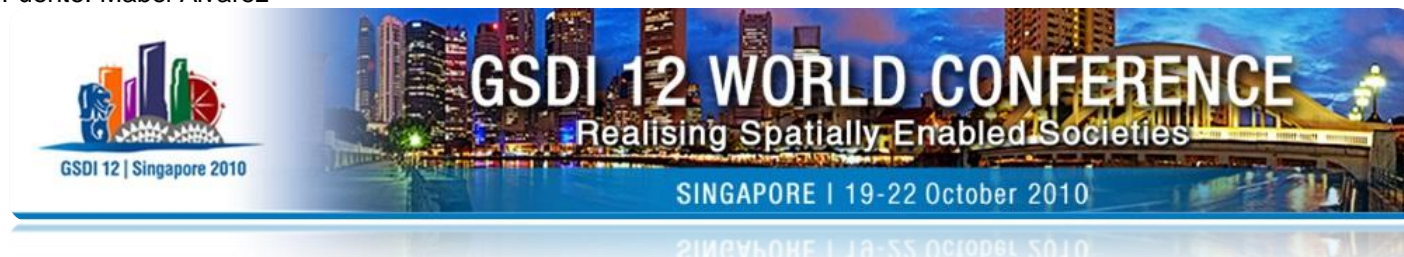 GSDI 12 WORLD CONFERENCE
Realising Spatially Enabled Societies
GSDI 12 | Singapore 2010
SINGAPORE | 19-22 October 2010